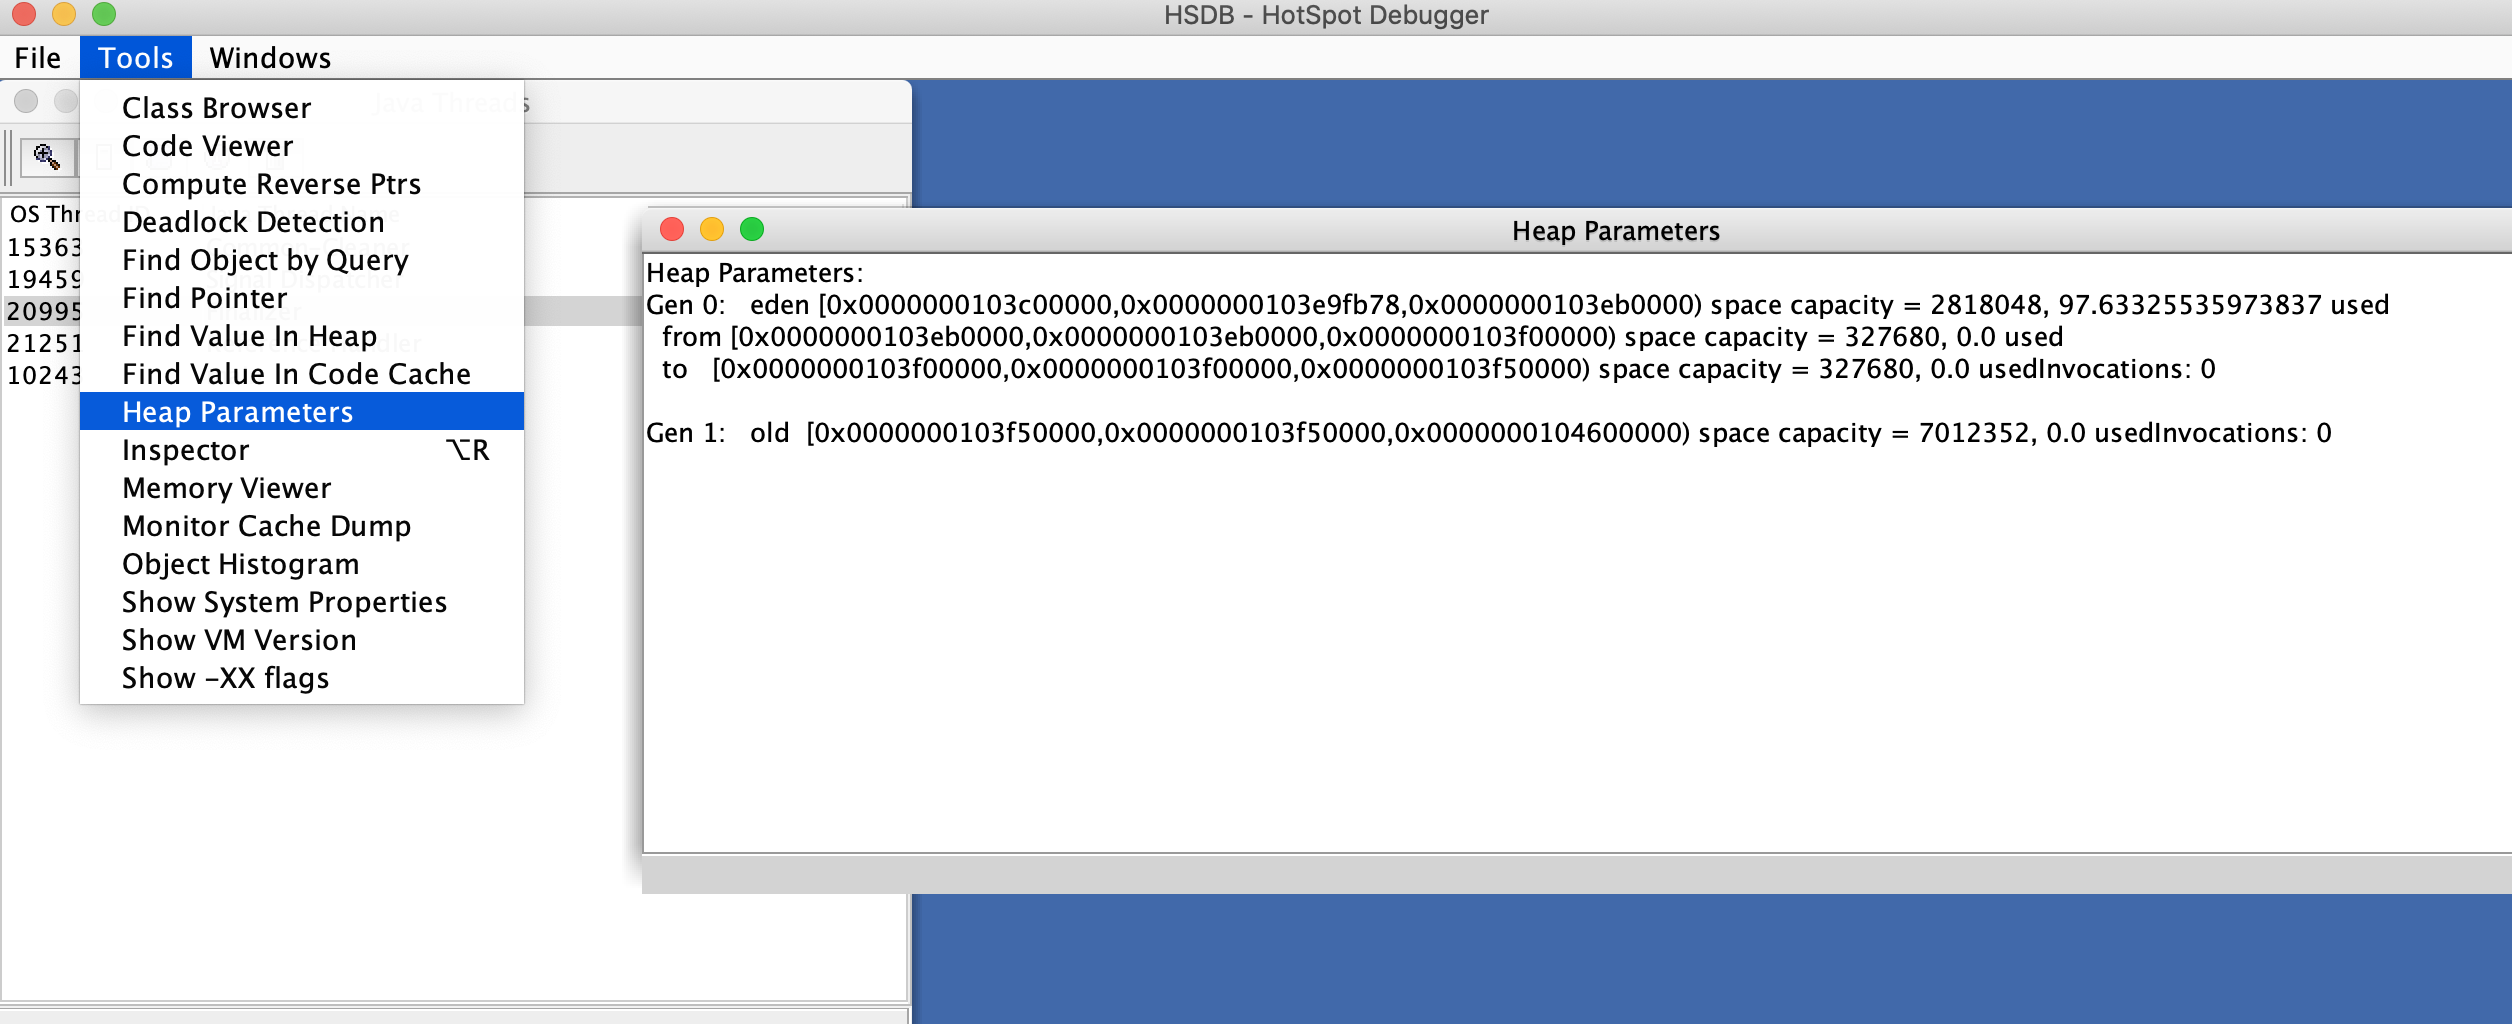 HSDB - HotSpot Debugger
File Tools Windows
Java Threads
Class Browser
Code Viewer
Compute Reverse Ptrs
Deadlock Detection
Find Object by Query
Find Pointer
Find Value In Heap
Find Value In Code Cache
Heap Parameters
Inspector ⌥R
Memory Viewer
Monitor Cache Dump
Object Histogram
Show System Properties
Show VM Version
Show -XX flags
OS Thread
15363
19459
20995
21251
10243
Heap Parameters
Heap Parameters:
Gen 0: eden [0x0000000103c00000,0x0000000103e9fb78,0x0000000103eb0000) space capacity = 2818048, 97.63325535973837 used
from [0x0000000103eb0000,0x0000000103eb0000,0x0000000103f00000) space capacity = 327680, 0.0 used
to [0x0000000103f00000,0x0000000103f00000,0x0000000103f50000) space capacity = 327680, 0.0 usedInvocations: 0
Gen 1: old [0x0000000103f50000,0x0000000103f50000,0x0000000104600000) space capacity = 7012352, 0.0 usedInvocations: 0